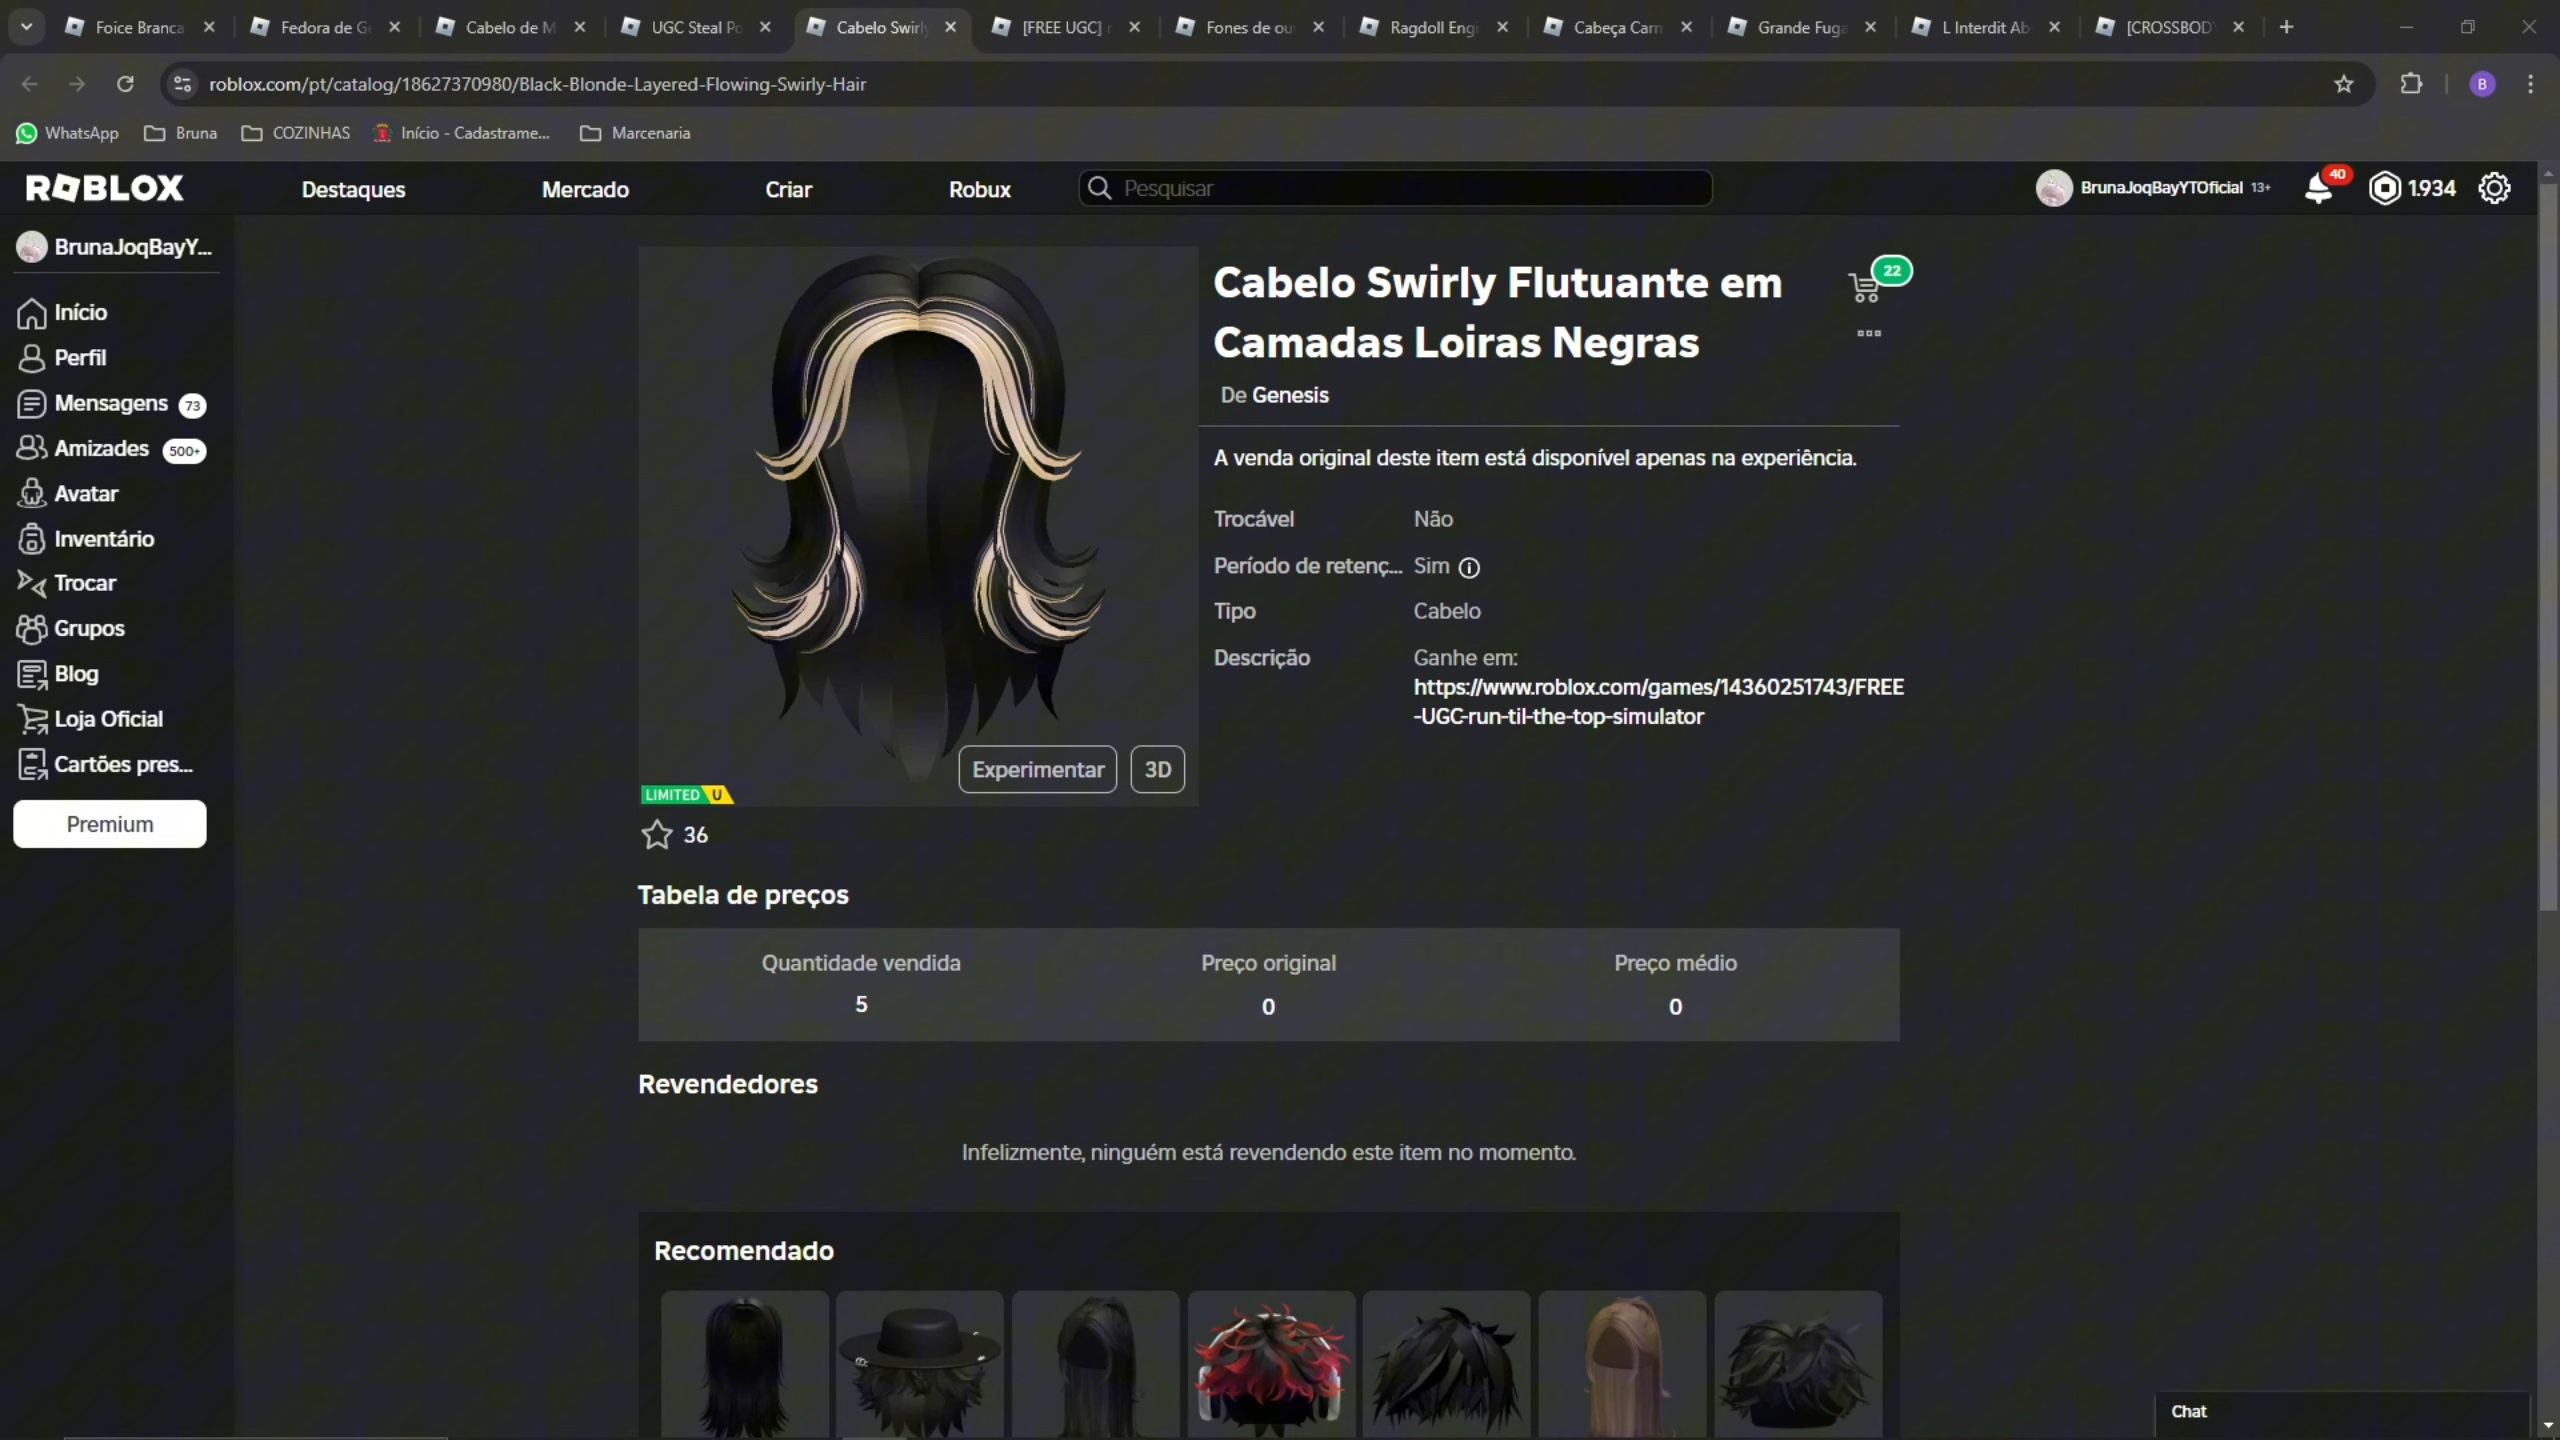 Foice Branca
Fedora de G
Cabelo de M
UGC Steal Po
Cabelo Swirl
[FREE UGC] r
Fones de ou
Ragdoll Engi
Cabeça Carm
Grande Fuga
L Interdit Ab
[CROSSBODY
roblox.com/pt/catalog/18627370980/Black-Blonde-Layered-Flowing-Swirly-Hair
B
WhatsApp
Bruna
COZINHAS
Início - Cadastrame...
Marcenaria
ROBLOX
Destaques
Mercado
Criar
Robux
Pesquisar
BrunaJoqBayYTOficial 13+
40
1.934
BrunaJoqBayY...
Início
Perfil
Mensagens 73
Amizades 500+
Avatar
Inventário
Trocar
Grupos
Blog
Loja Oficial
Cartões pres...
Premium
Experimentar
3D
LIMITED U
36
Cabelo Swirly Flutuante em
Camadas Loiras Negras
22
De Genesis
A venda original deste item está disponível apenas na experiência.
Trocável Não
Período de retenç... Sim
Tipo Cabelo
Descrição Ganhe em:
https://www.roblox.com/games/14360251743/FREE
-UGC-run-til-the-top-simulator
Tabela de preços
Quantidade vendida Preço original Preço médio
5 0 0
Revendedores
Infelizmente, ninguém está revendendo este item no momento.
Recomendado
Chat